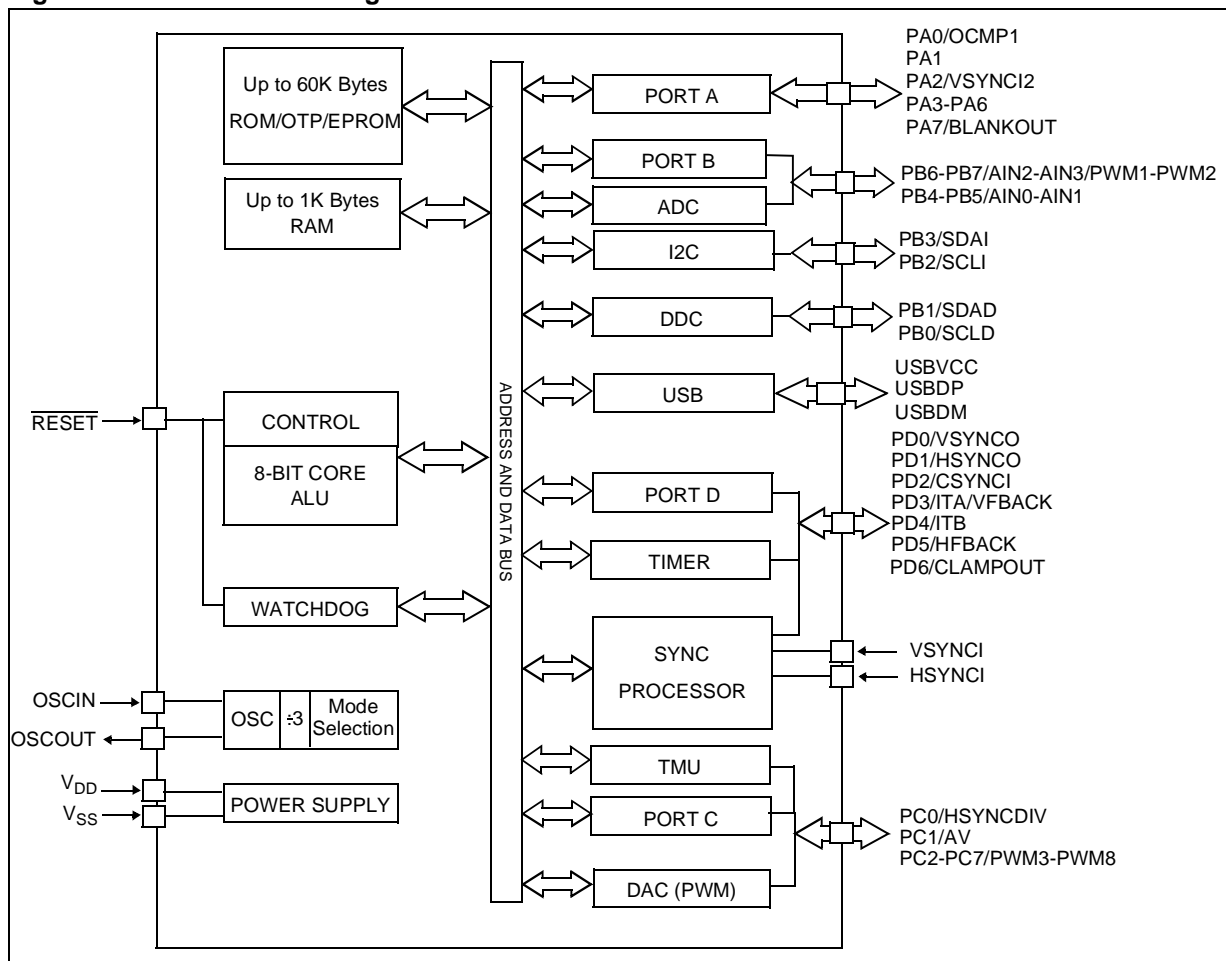 Up to 60K Bytes
ROM/OTP/EPROM
Up to 1K Bytes
RAM
RESET
CONTROL
8-BIT CORE
ALU
WATCHDOG
OSCIN
OSCOUT
OSC
÷3
Mode
Selection
VDD
VSS
POWER SUPPLY
ADDRESS AND DATA BUS
PORT A
PORT B
ADC
I2C
DDC
USB
PORT D
TIMER
SYNC
PROCESSOR
TMU
PORT C
DAC (PWM)
PA0/OCMP1
PA1
PA2/VSYNCI2
PA3-PA6
PA7/BLANKOUT
PB6-PB7/AIN2-AIN3/PWM1-PWM2
PB4-PB5/AIN0-AIN1
PB3/SDAI
PB2/SCLI
PB1/SDAD
PB0/SCLD
USBVCC
USBDP
USBDM
PD0/VSYNCO
PD1/HSYNCO
PD2/CSYNCI
PD3/ITA/VFBACK
PD4/ITB
PD5/HFBACK
PD6/CLAMPOUT
VSYNCI
HSYNCI
PC0/HSYNCDIV
PC1/AV
PC2-PC7/PWM3-PWM8